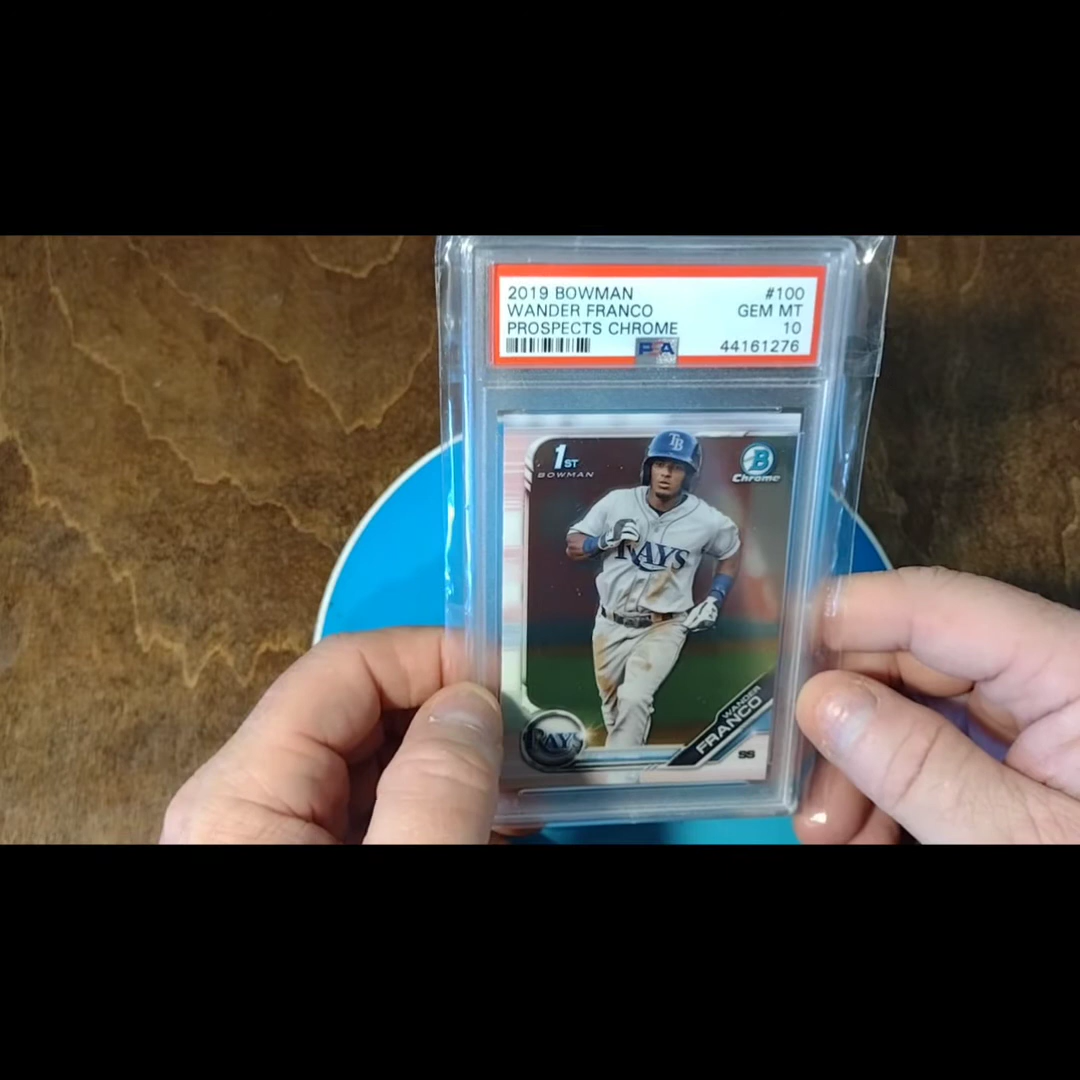 2019 BOWMAN #100
WANDER FRANCO GEM MT
PROSPECTS CHROME 10
PSA 44161276
1ST
BOWMAN
TB
B
Chrome
RAYS
RAYS
WANDER
FRANCO
SS